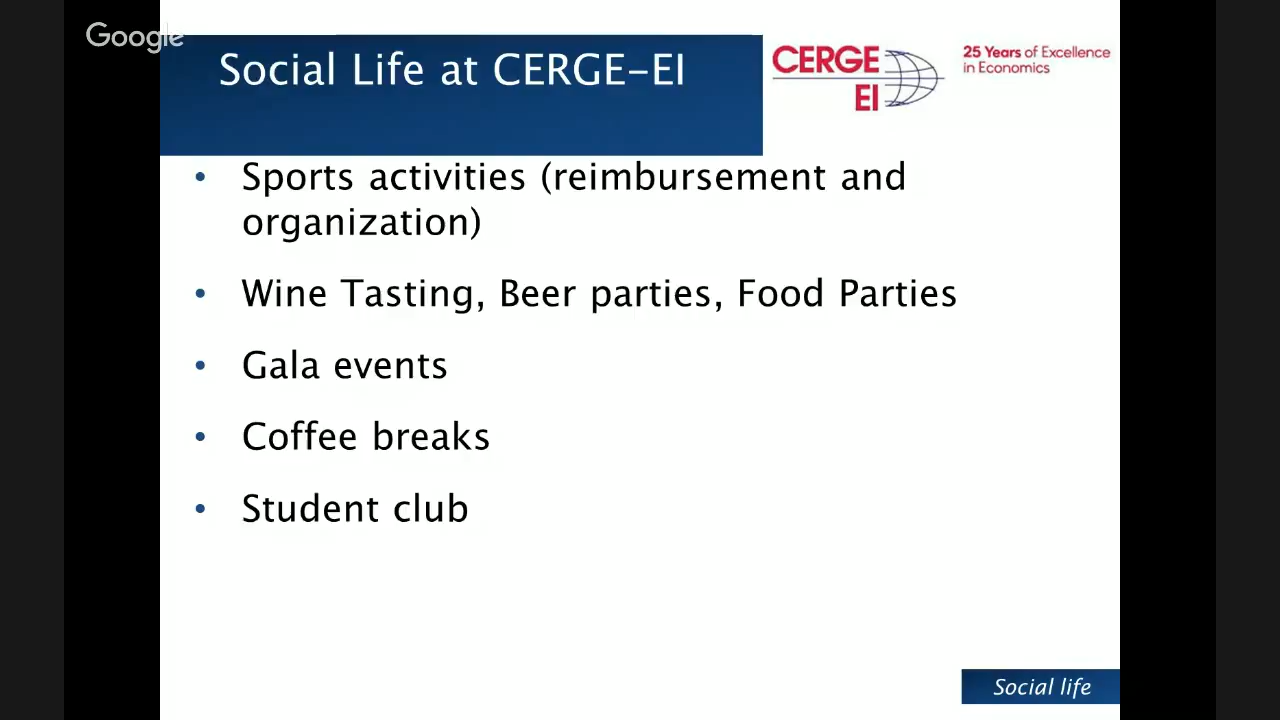 Google
Social Life at CERGE-EI
CERGE
EI
25 Years of Excellence
in Economics
• Sports activities (reimbursement and
organization)
• Wine Tasting, Beer parties, Food Parties
• Gala events
• Coffee breaks
• Student club
Social life